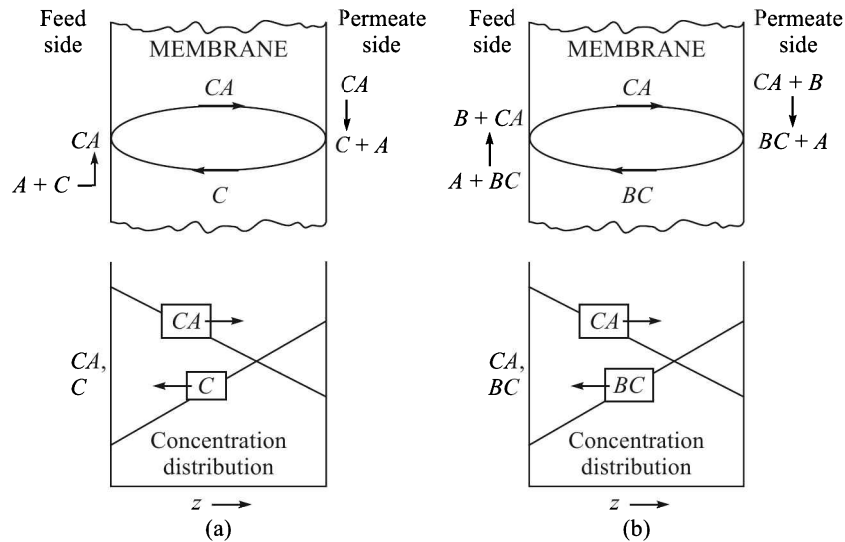 Feed side
MEMBRANE
Permeate side
CA
CA
CA
C + A
A + C
C
CA
C
CA, C
Concentration distribution
z
(a)
Feed side
MEMBRANE
Permeate side
CA
CA + B
B + CA
BC + A
A + BC
BC
CA
BC
CA, BC
Concentration distribution
z
(b)